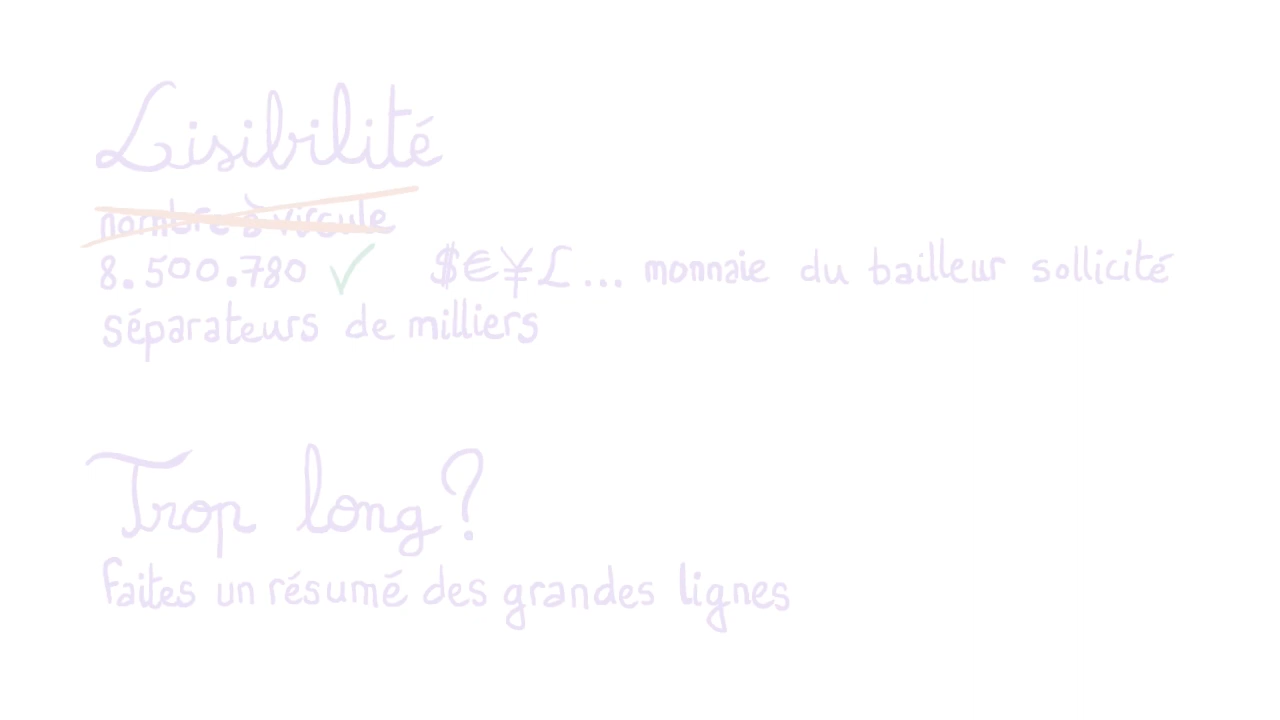 Lisibilité
nombre à virgule
8.500.780 ✓ $€¥£... monnaie du bailleur sollicité
séparateurs de milliers
Trop long?
Faites un résumé des grandes lignes